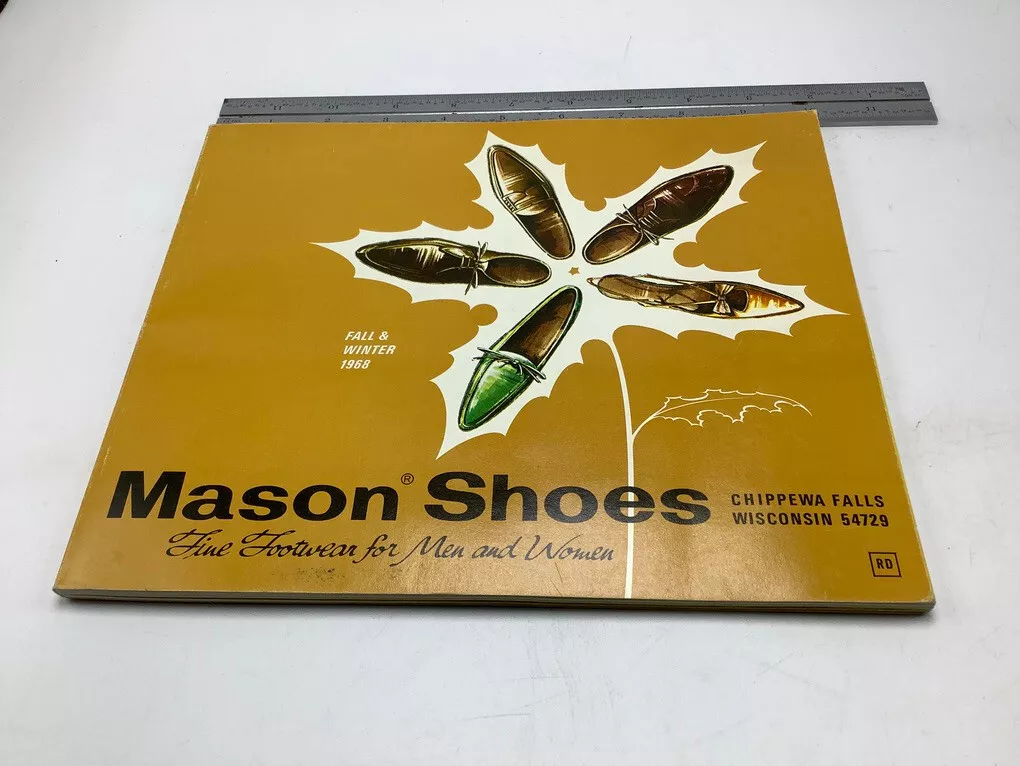 FALL &
WINTER
1968
Mason® Shoes
Fine Footwear for Men and Women
CHIPPEWA FALLS
WISCONSIN 54729
RD